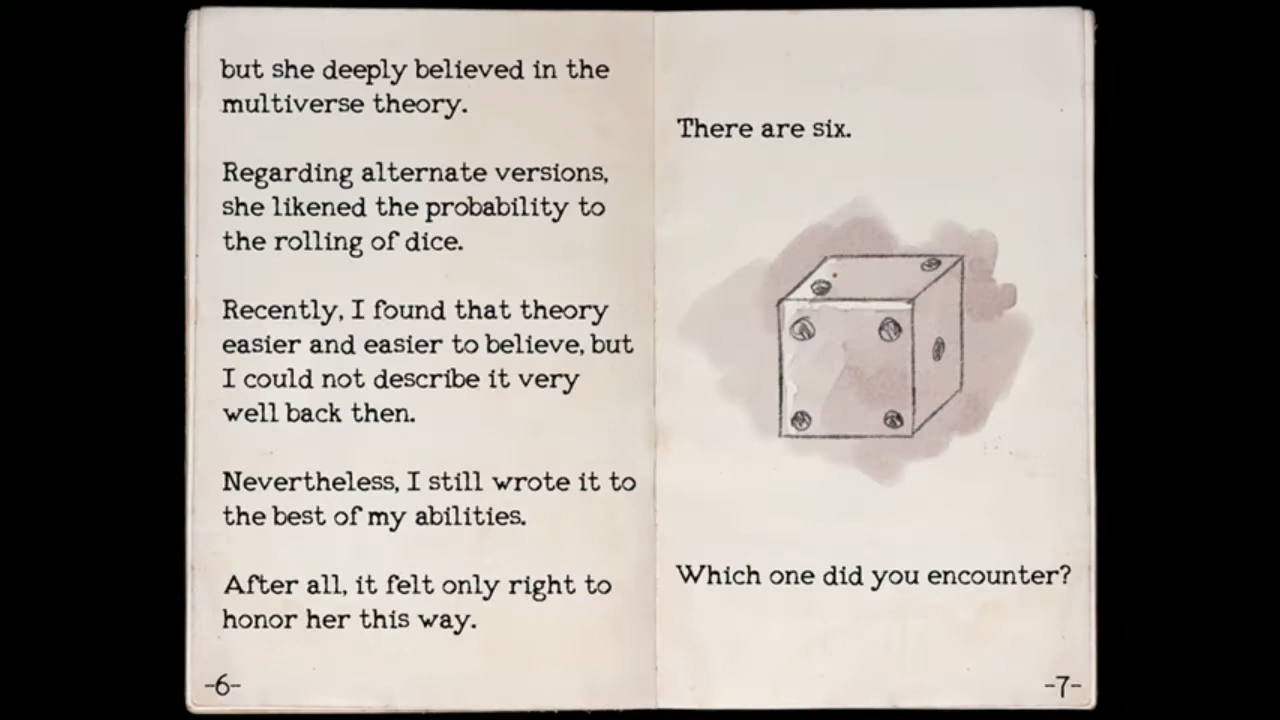 but she deeply believed in the
multiverse theory.
Regarding alternate versions,
she likened the probability to
the rolling of dice.
Recently, I found that theory
easier and easier to believe, but
I could not describe it very
well back then.
Nevertheless, I still wrote it to
the best of my abilities.
After all, it felt only right to
honor her this way.
-6-
There are six.
Which one did you encounter?
-7-